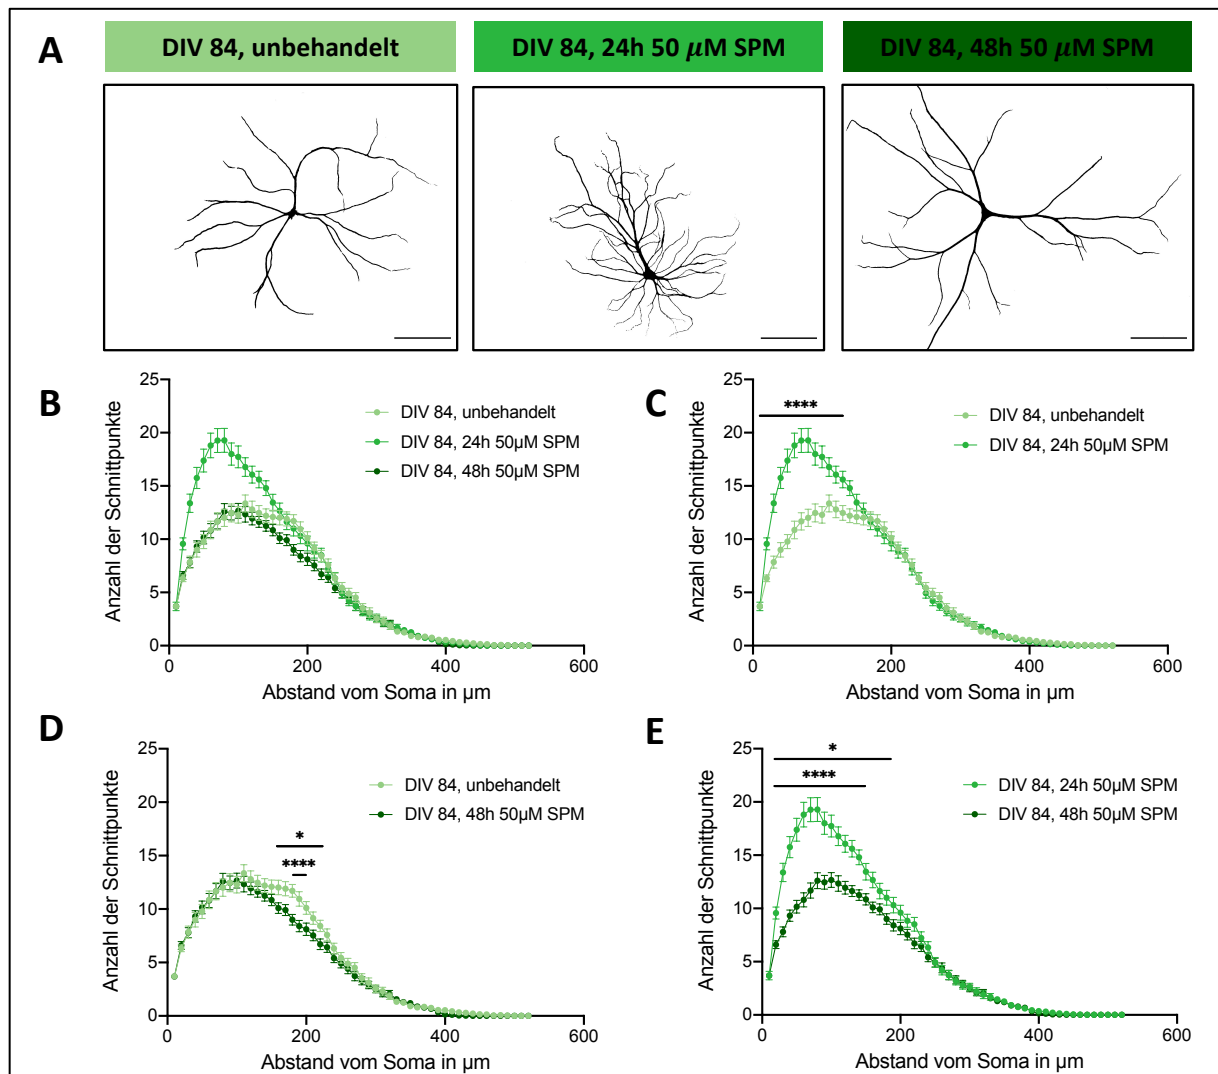 A
DIV 84, unbehandelt
DIV 84, 24h 50 μM SPM
DIV 84, 48h 50 μM SPM
B
25
20
15
10
5
0
0
200
400
600
Anzahl der Schnittpunkte
Abstand vom Soma in µm
DIV 84, unbehandelt
DIV 84, 24h 50µM SPM
DIV 84, 48h 50µM SPM
C
25
20
15
10
5
0
0
200
400
600
Anzahl der Schnittpunkte
Abstand vom Soma in µm
****
DIV 84, unbehandelt
DIV 84, 24h 50µM SPM
D
25
20
15
10
5
0
0
200
400
600
Anzahl der Schnittpunkte
Abstand vom Soma in µm
*
****
DIV 84, unbehandelt
DIV 84, 48h 50µM SPM
E
25
20
15
10
5
0
0
200
400
600
Anzahl der Schnittpunkte
Abstand vom Soma in µm
*
****
DIV 84, 24h 50µM SPM
DIV 84, 48h 50µM SPM